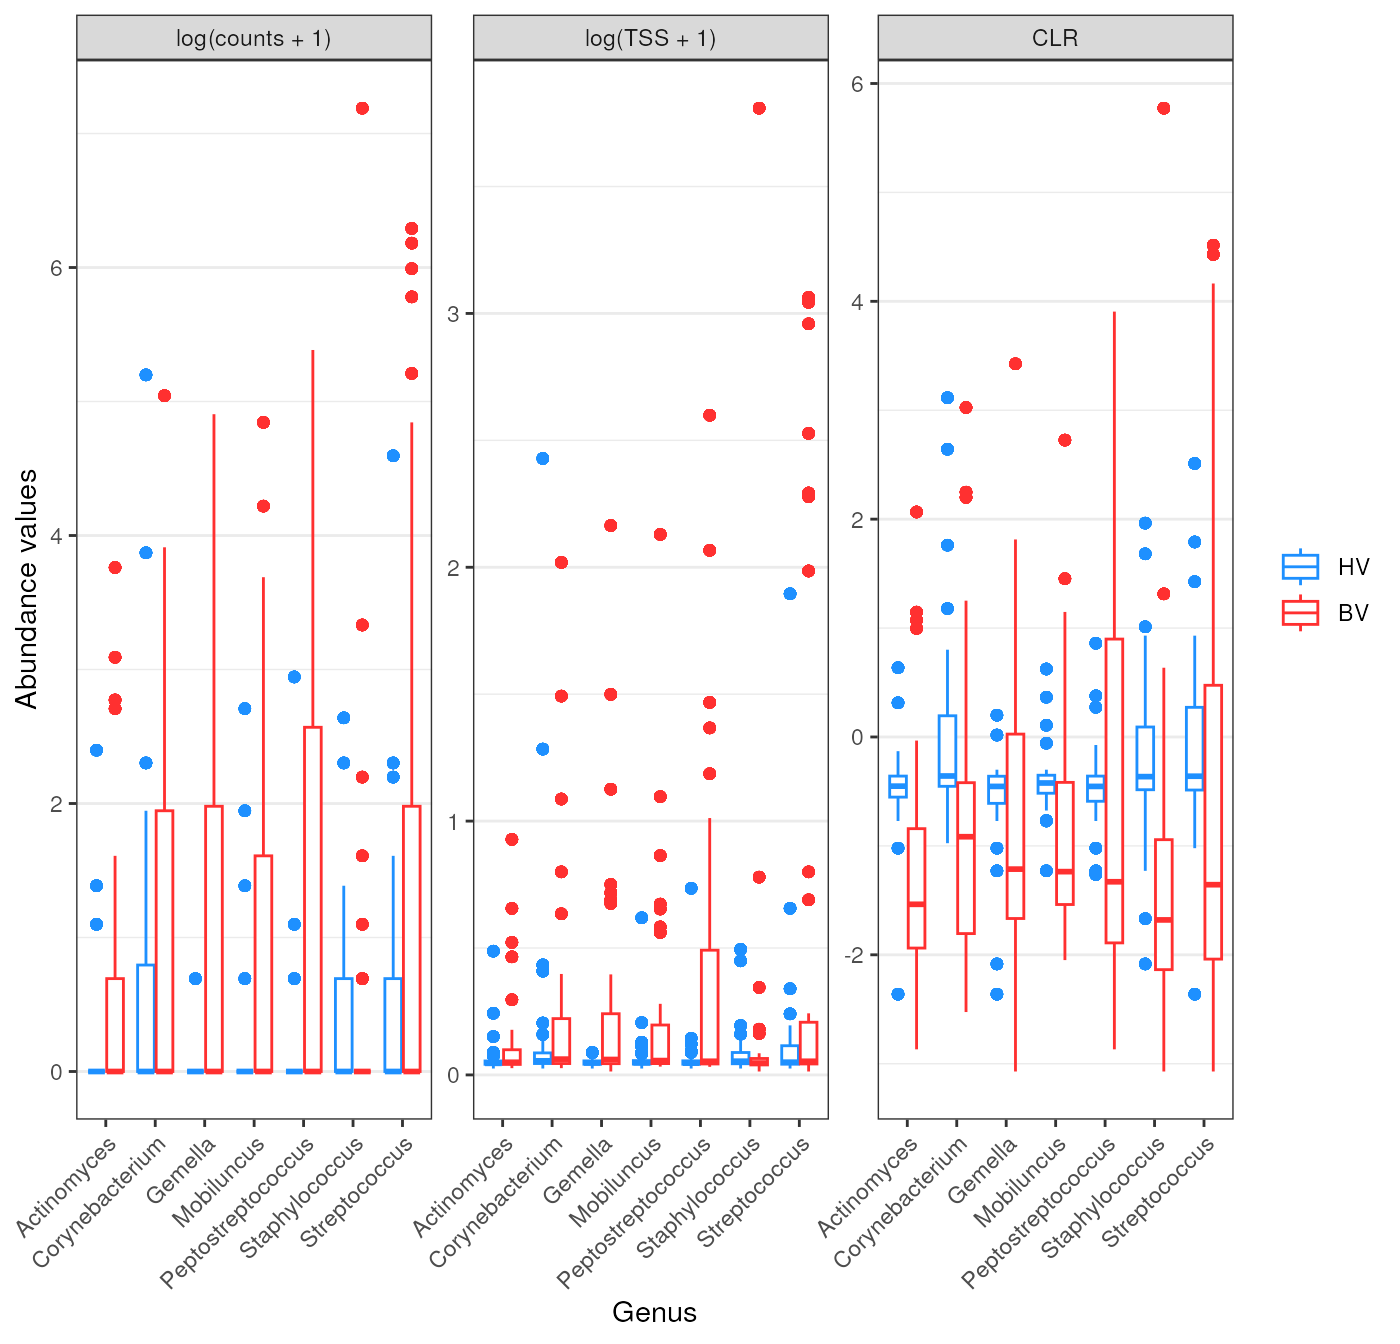 log(counts + 1)
log(TSS + 1)
CLR
Abundance values
6
4
2
0
3
2
1
0
6
4
2
0
-2
HV
BV
Actinomyces
Corynebacterium
Gemella
Mobiluncus
Peptostreptococcus
Staphylococcus
Streptococcus
Actinomyces
Corynebacterium
Gemella
Mobiluncus
Peptostreptococcus
Staphylococcus
Streptococcus
Actinomyces
Corynebacterium
Gemella
Mobiluncus
Peptostreptococcus
Staphylococcus
Streptococcus
Genus